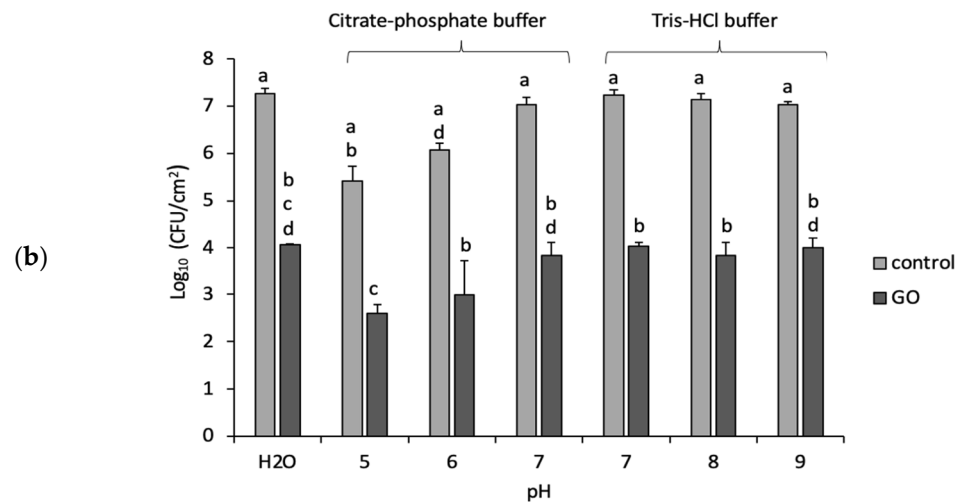 Citrate-phosphate buffer
Tris-HCl buffer
8
7
6
5
4
3
2
1
0
Log₁₀ (CFU/cm²)
(b)
a
b
c
d
a
b
c
a
d
b
a
b
d
a
b
a
b
a
b
d
H2O
5
6
7
7
8
9
pH
control
GO